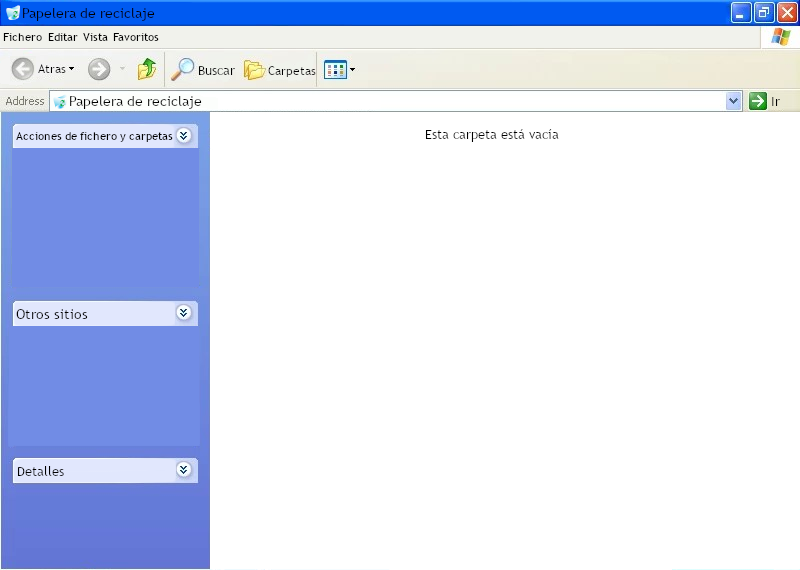 Papelera de reciclaje
Fichero Editar Vista Favoritos
Atras Buscar Carpetas
Address Papelera de reciclaje Ir
Acciones de fichero y carpetas
Esta carpeta está vacia
Otros sitios
Detalles